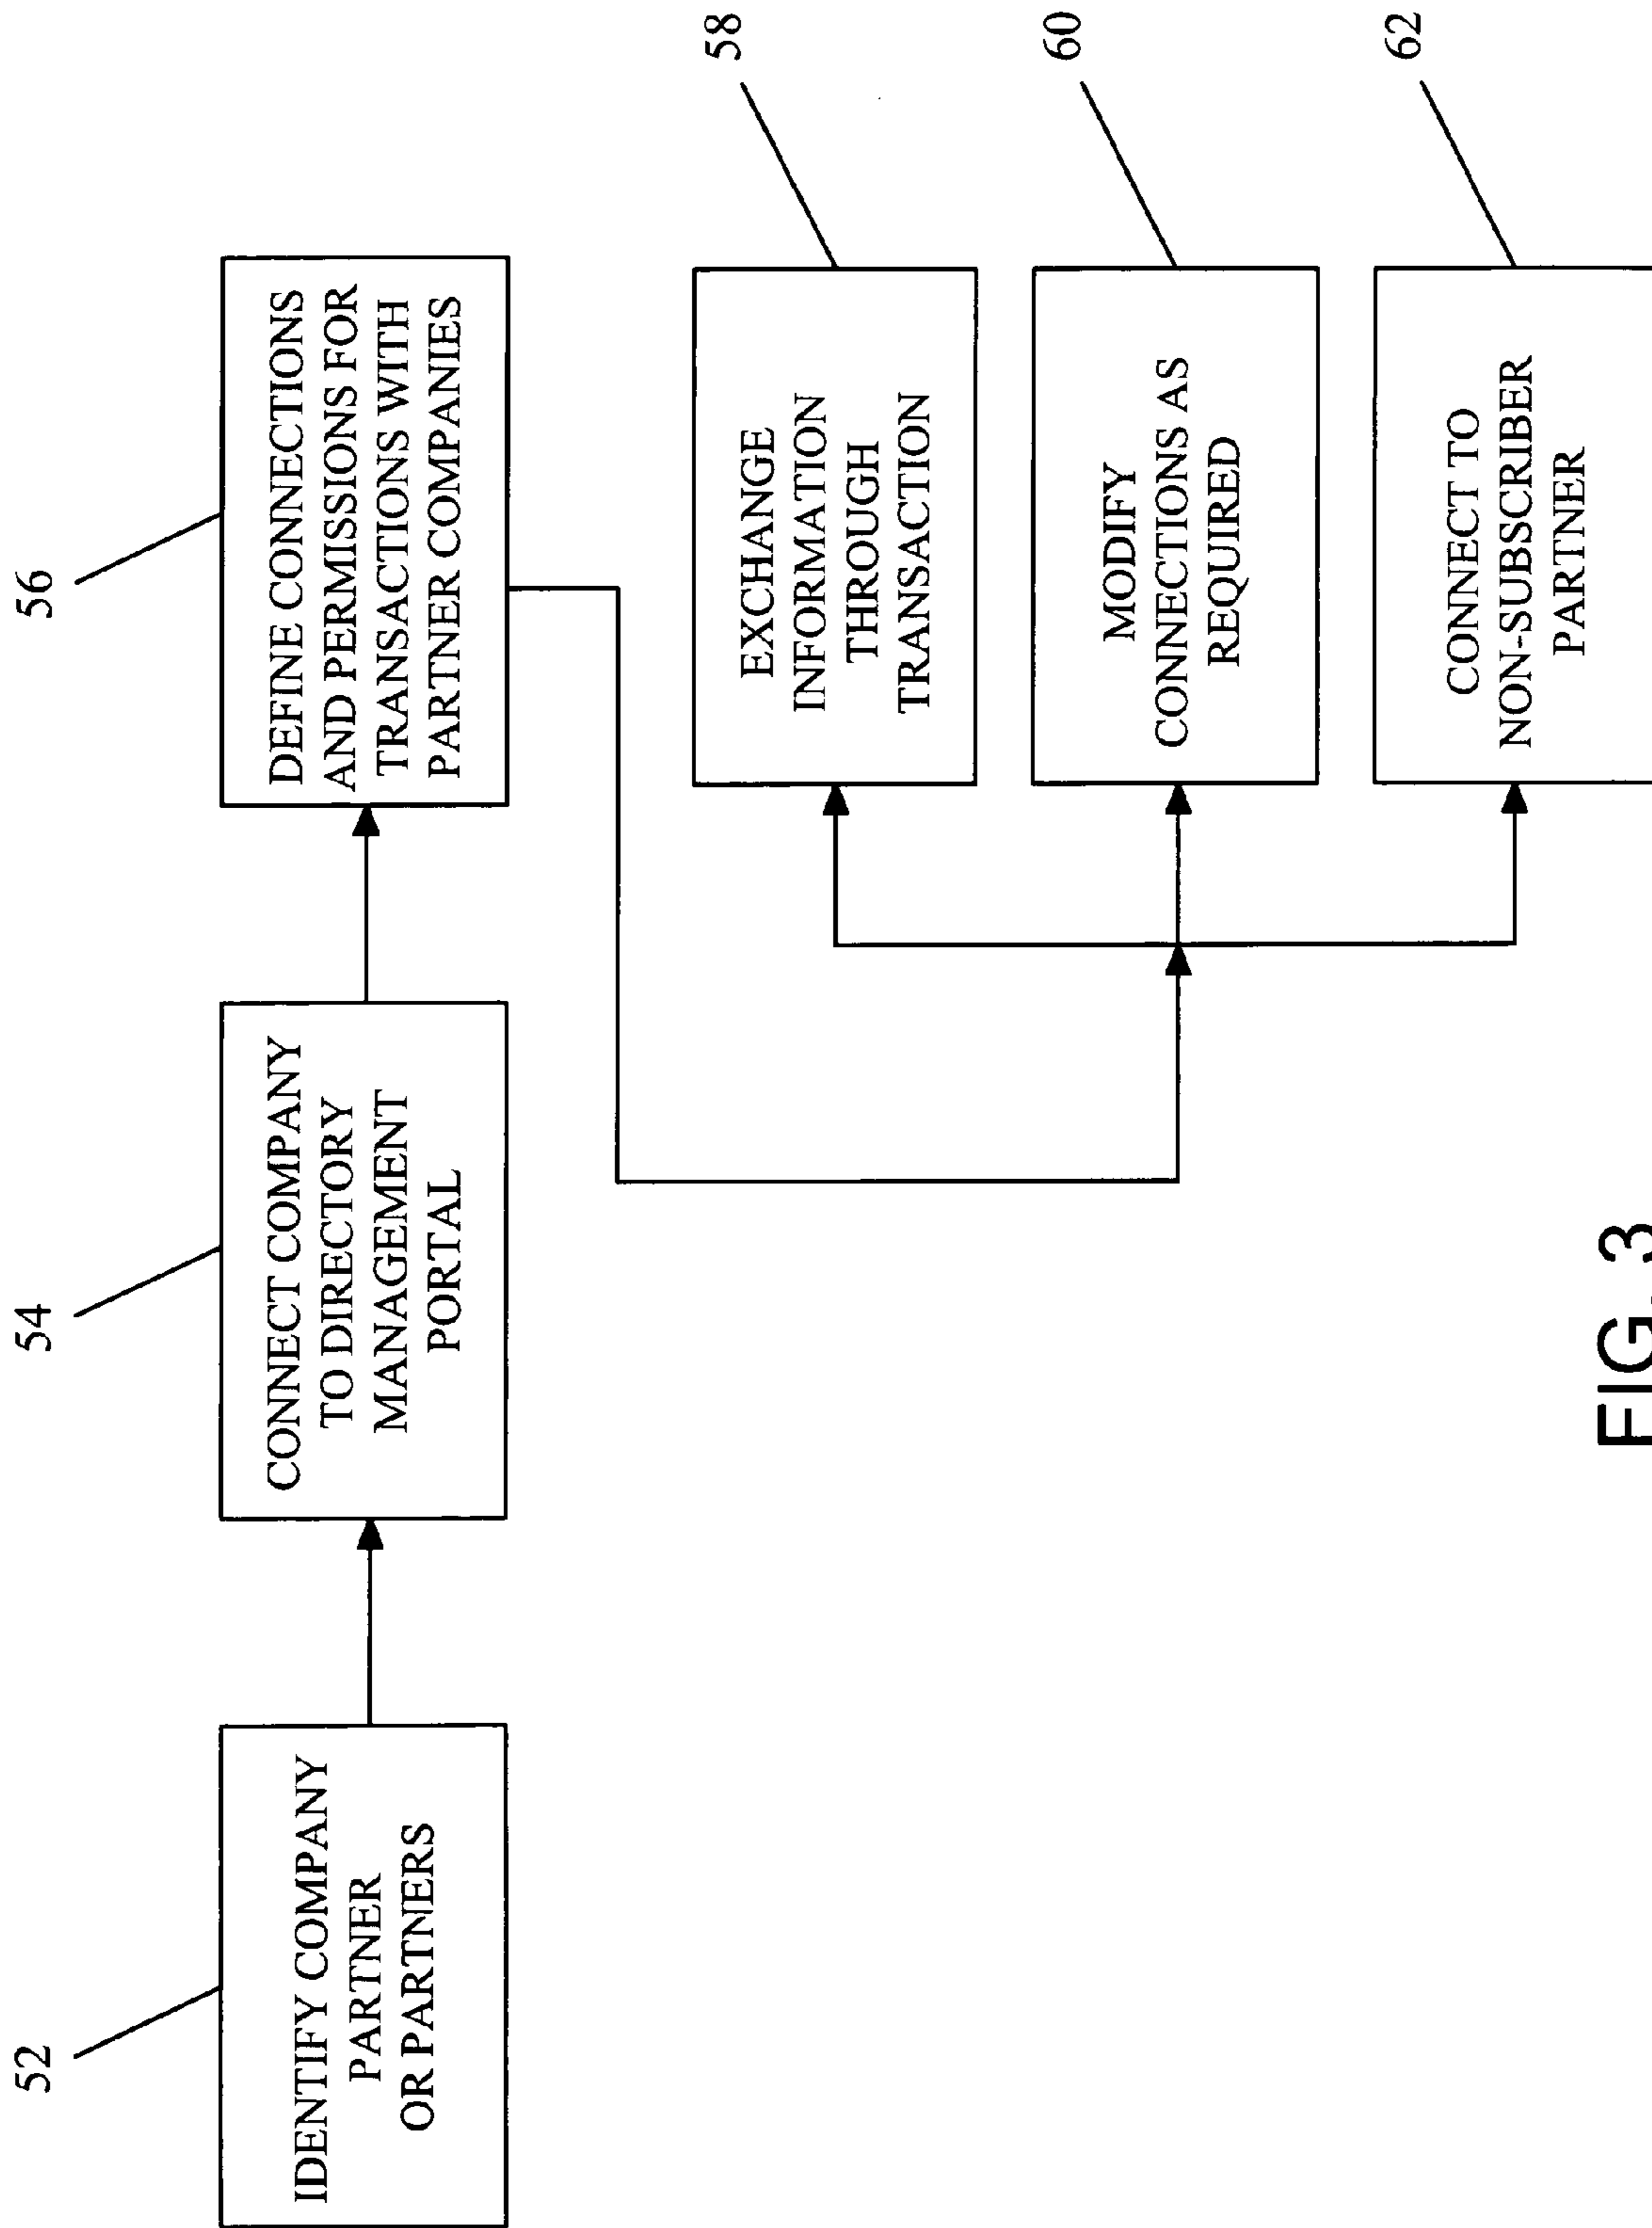 52
IDENTIFY COMPANY
PARTNER
OR PARTNERS
54
CONNECT COMPANY
TO DIRECTORY
MANAGEMENT
PORTAL
56
DEFINE CONNECTIONS
AND PERMISSIONS FOR
TRANSACTIONS WITH
PARTNER COMPANIES
EXCHANGE
INFORMATION
THROUGH
TRANSACTION
58
MODIFY
CONNECTIONS AS
REQUIRED
60
CONNECT TO
NON-SUBSCRIBER
PARTNER
62
FIG. 3